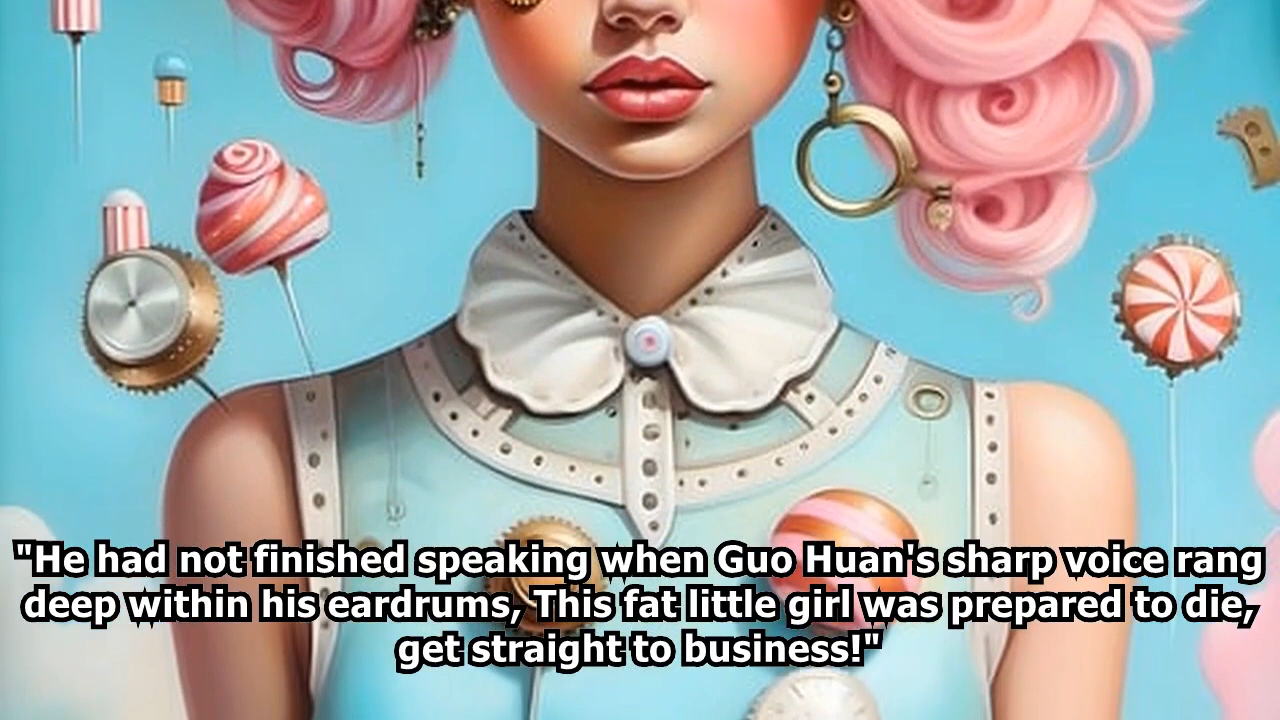 "He had not finished speaking when Guo Huan's sharp voice rang
deep within his eardrums, This fat little girl was prepared to die,
get straight to business!"